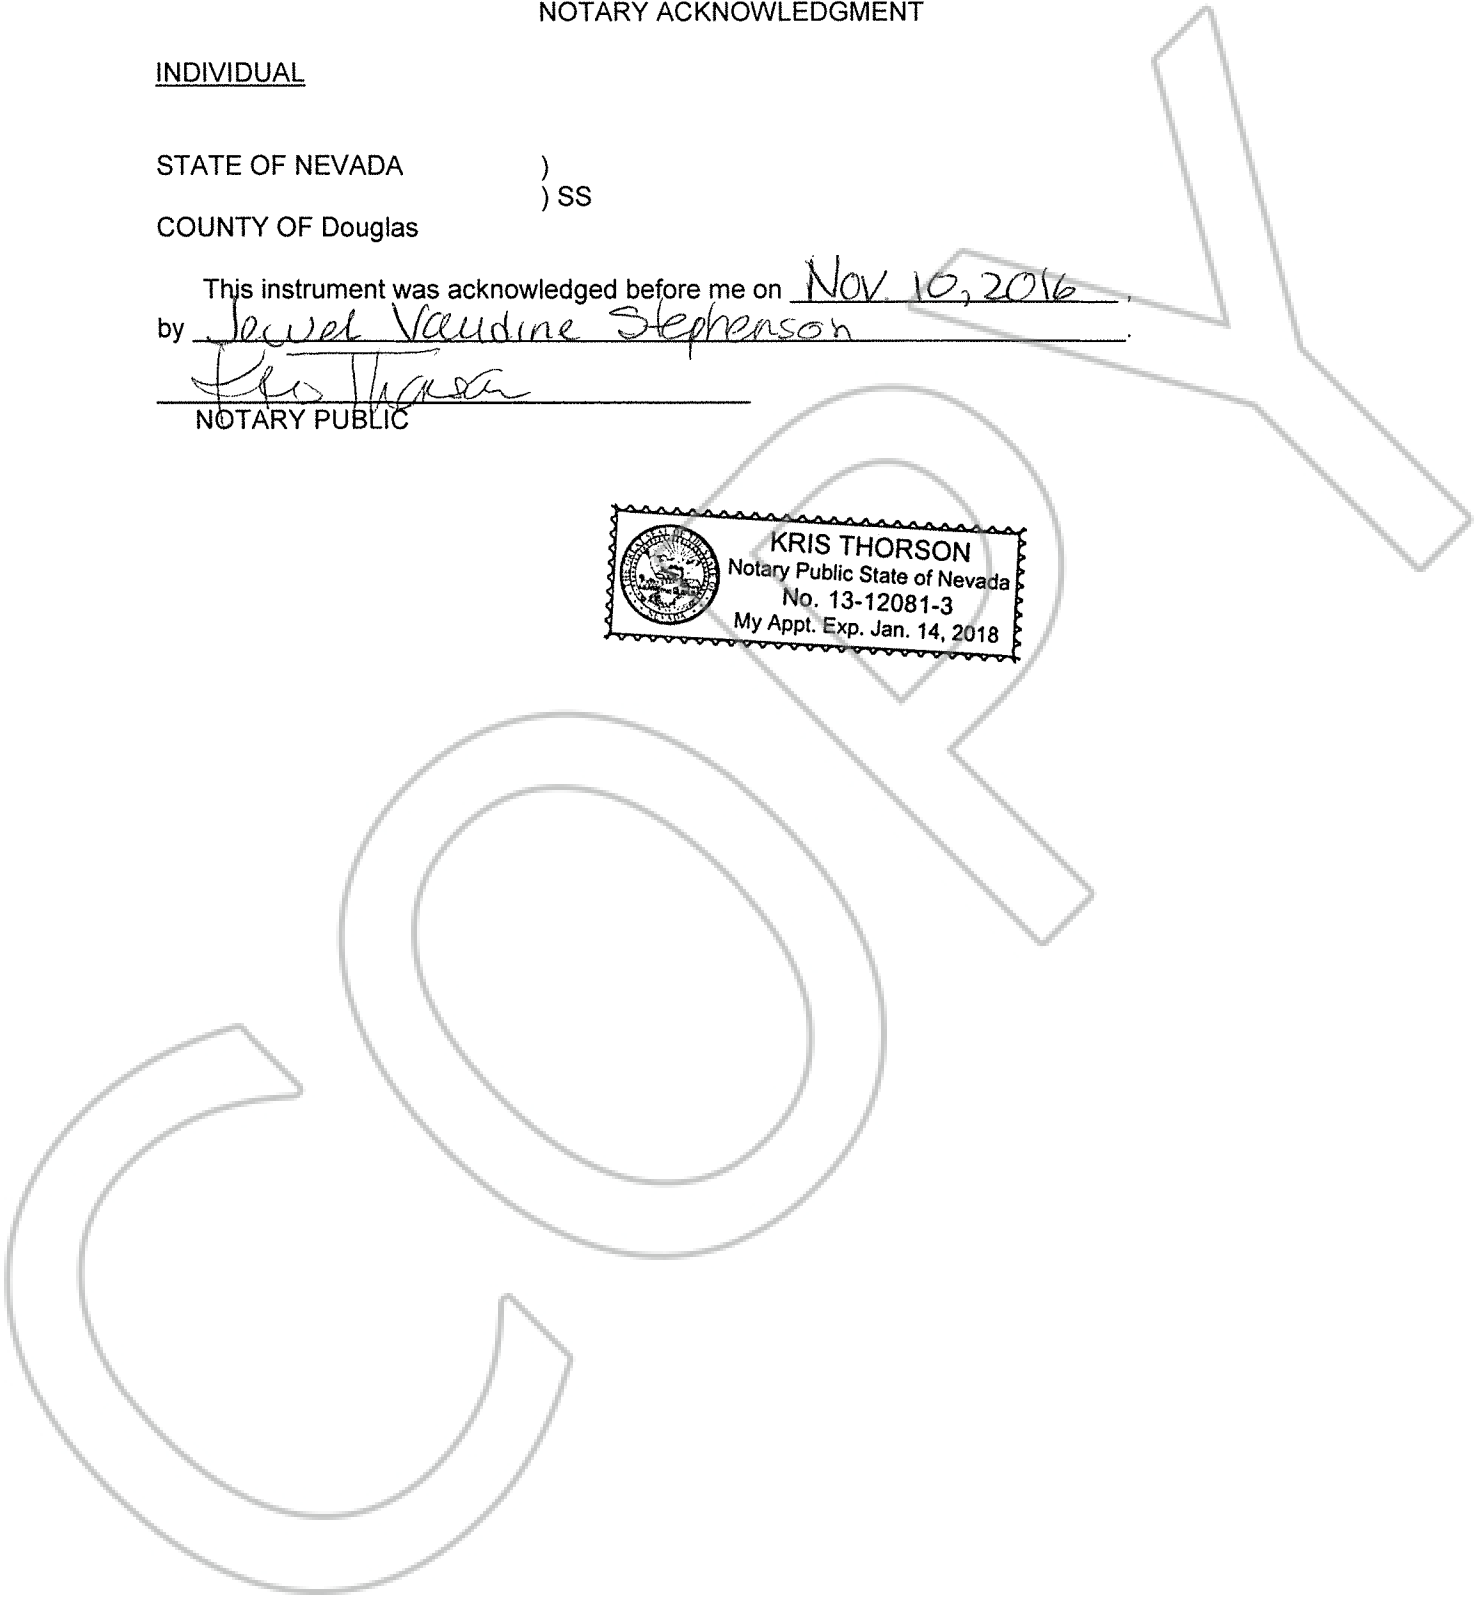 NOTARY ACKNOWLEDGMENT
INDIVIDUAL
STATE OF NEVADA )
) SS
COUNTY OF Douglas
This instrument was acknowledged before me on Nov. 10, 2016.
by Jewel Vaudine Stephenson.
Kris Thorson
NOTARY PUBLIC
KRIS THORSON
Notary Public State of Nevada
No. 13-12081-3
My Appt. Exp. Jan. 14, 2018
COPY